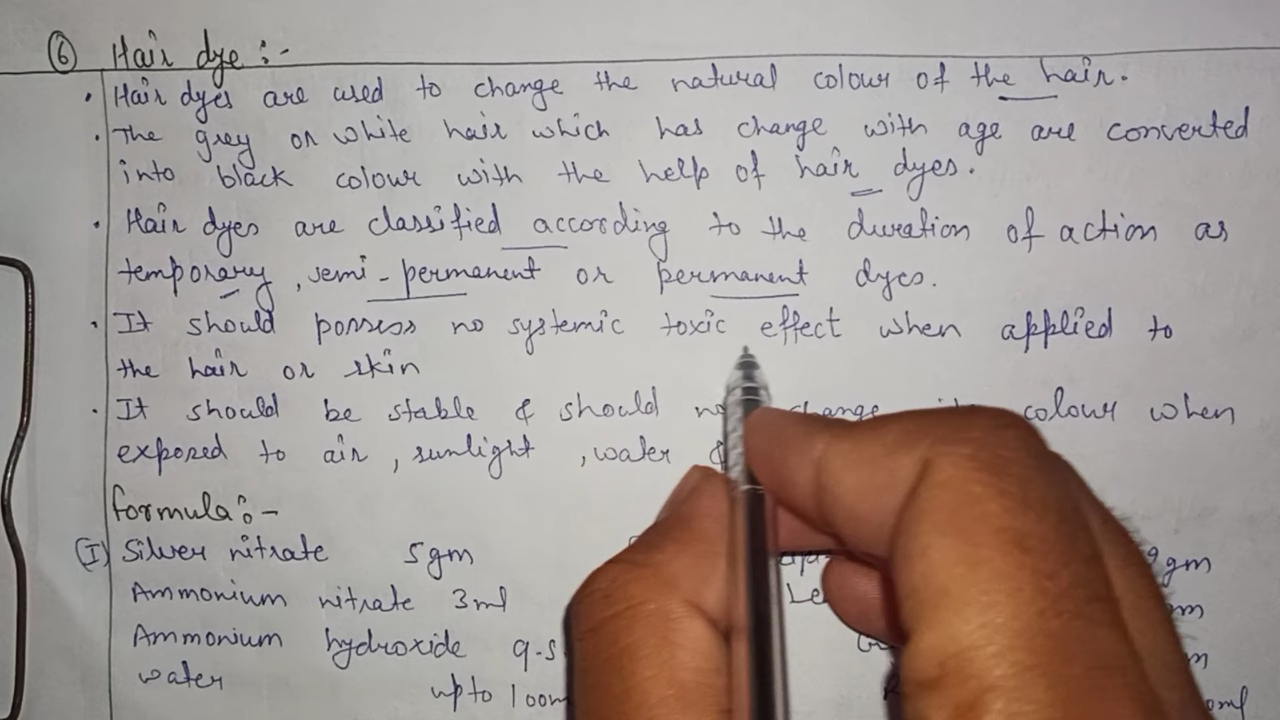 ⑥ Hair dye :-
• Hair dyes are used to change the natural colour of the hair.
• The grey or white hair which has change with age are converted
into black colour with the help of hair dyes.
• Hair dyes are classified according to the duration of action as
temporary, semi-permanent or permanent dyes.
• It should possess no systemic toxic effect when applied to
the hair or skin
• It should be stable & should change colour when
exposed to air, sunlight, water
formula :-
(I) Silver nitrate 5gm gm
Ammonium nitrate 3ml
Ammonium hydroxide q.s
water up to 100m